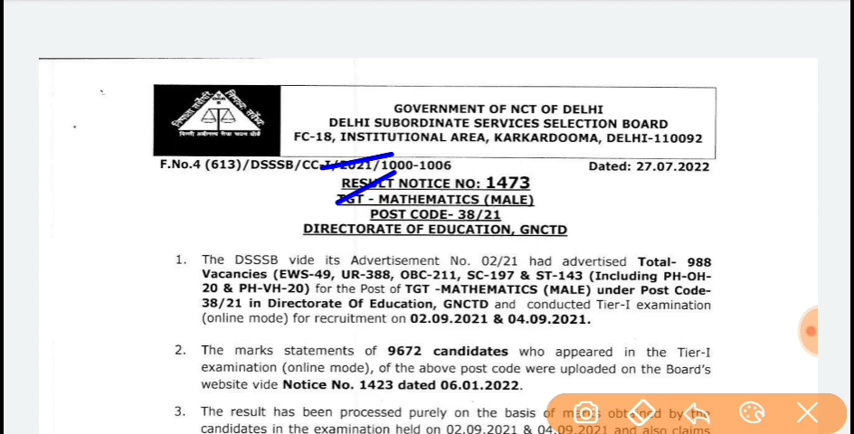 GOVERNMENT OF NCT OF DELHI
DELHI SUBORDINATE SERVICES SELECTION BOARD
FC-18, INSTITUTIONAL AREA, KARKARDOOMA, DELHI-110092
F.No.4 (613)/DSSSB/CC-I/2021/1000-1006 Dated: 27.07.2022
RESULT NOTICE NO: 1473
TGT - MATHEMATICS (MALE)
POST CODE- 38/21
DIRECTORATE OF EDUCATION, GNCTD
1. The DSSSB vide its Advertisement No. 02/21 had advertised Total- 988
Vacancies (EWS-49, UR-388, OBC-211, SC-197 & ST-143 (Including PH-OH-
20 & PH-VH-20) for the Post of TGT -MATHEMATICS (MALE) under Post Code-
38/21 in Directorate Of Education, GNCTD and conducted Tier-I examination
(online mode) for recruitment on 02.09.2021 & 04.09.2021.
2. The marks statements of 9672 candidates who appeared in the Tier-I
examination (online mode), of the above post code were uploaded on the Board's
website vide Notice No. 1423 dated 06.01.2022.
3. The result has been processed purely on the basis of marks obtained by the
candidates in the examination held on 02.09.2021 & 04.09.2021 and also claims